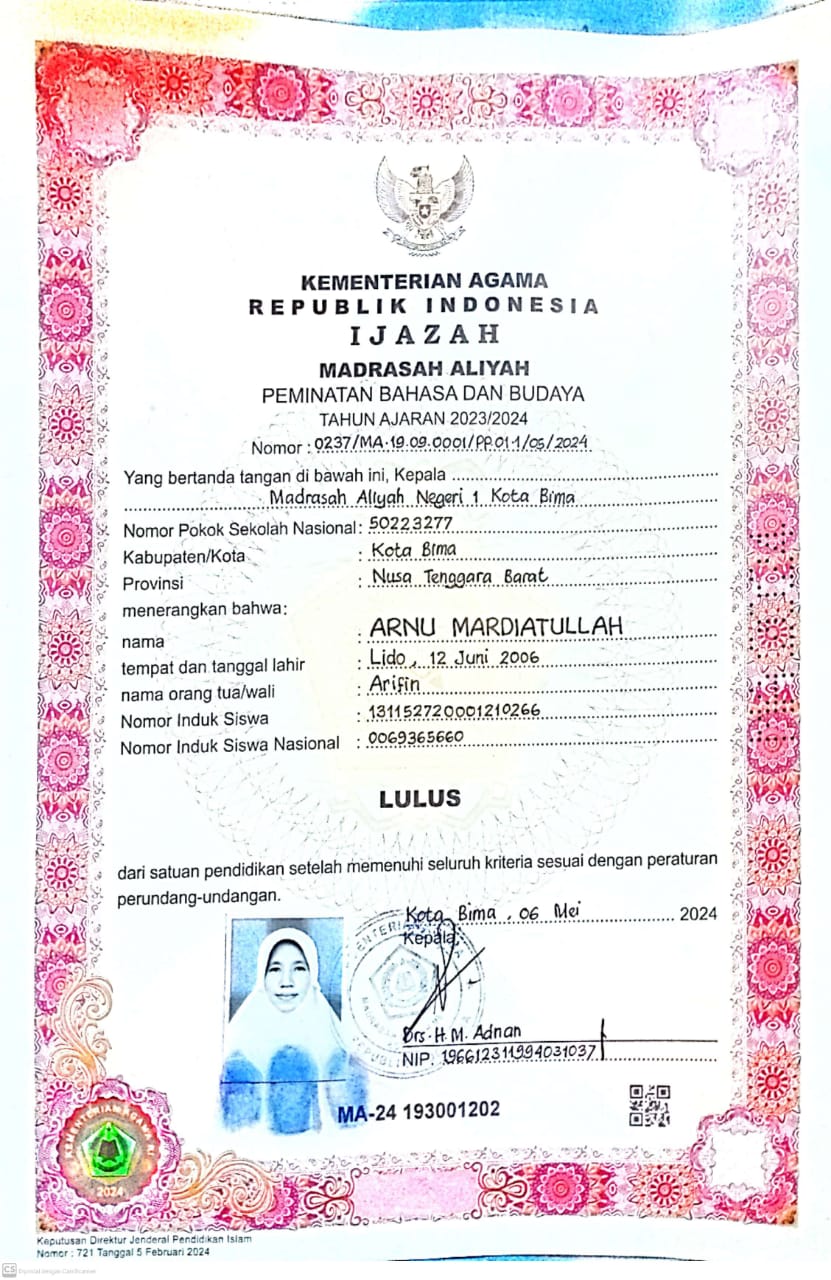 KEMENTERIAN AGAMA
REPUBLIK INDONESIA
IJAZAH
MADRASAH ALIYAH
PEMINATAN BAHASA DAN BUDAYA
TAHUN AJARAN 2023/2024
Nomor : 0237/MA.19.09.0001/PP.01.1/05/2024
Yang bertanda tangan di bawah ini, Kepala
Madrasah Aliyah Negeri 1 Kota Bima
Nomor Pokok Sekolah Nasional : 50223277
Kabupaten/Kota : Kota Bima
Provinsi : Nusa Tenggara Barat
menerangkan bahwa:
nama : ARNU MARDIATULLAH
tempat dan tanggal lahir : Lido, 12 Juni 2006
nama orang tua/wali : Arifin
Nomor Induk Siswa : 131152720001210266
Nomor Induk Siswa Nasional : 0069365660
LULUS
dari satuan pendidikan setelah memenuhi seluruh kriteria sesuai dengan peraturan
perundang-undangan.
Kota Bima, 06 Mei 2024
Kepala,
Drs. H. M. Adnan
NIP. 196612311994031037
MA-24 193001202
2024
Keputusan Direktur Jenderal Pendidikan Islam
Nomor : 721 Tanggal 5 Februari 2024
CS Dipindai dengan CamScanner